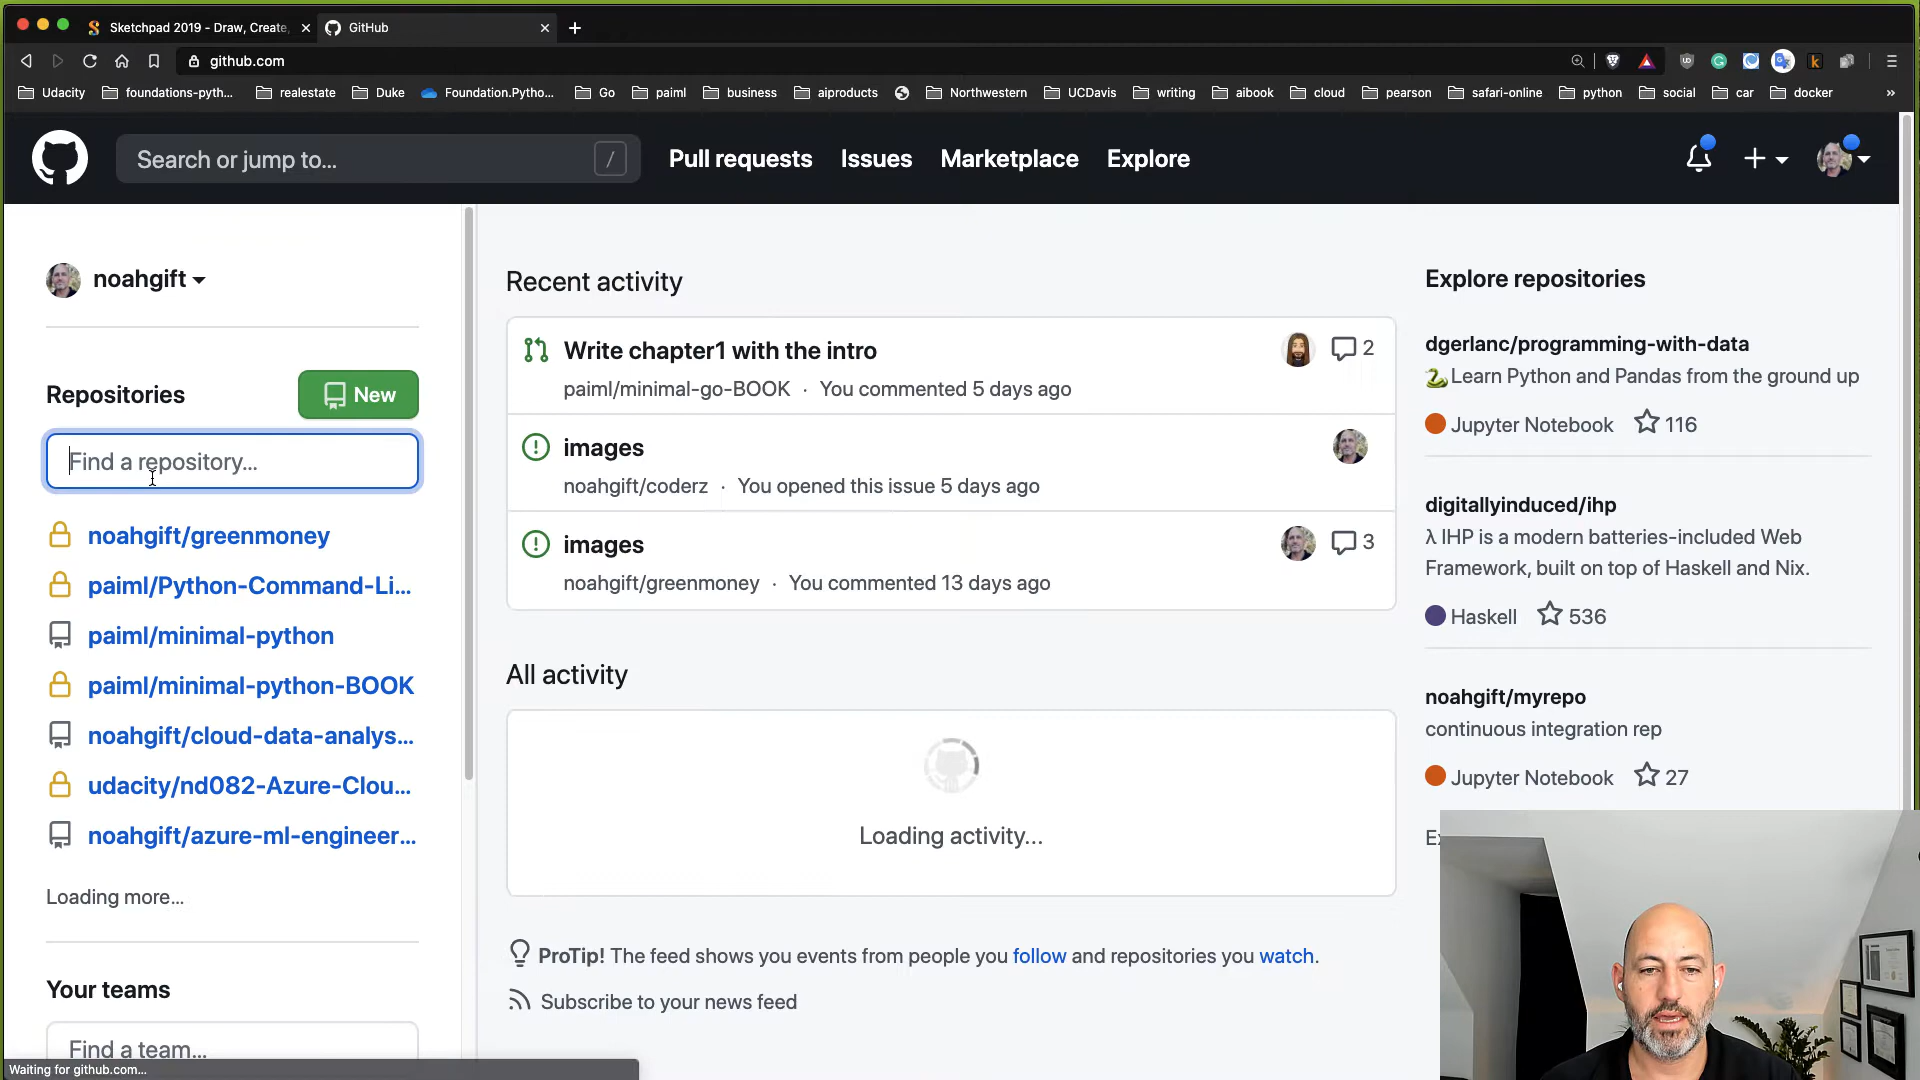 Sketchpad 2019 - Draw, Create,
GitHub
github.com
Udacity
foundations-pyth...
realestate
Duke
Foundation.Pytho...
Go
paiml
business
aiproducts
Northwestern
UCDavis
writing
aibook
cloud
pearson
safari-online
python
social
car
docker
»
Search or jump to...
/
Pull requests
Issues
Marketplace
Explore
noahgift
Repositories
New
Find a repository...
noahgift/greenmoney
paiml/Python-Command-Li...
paiml/minimal-python
paiml/minimal-python-BOOK
noahgift/cloud-data-analys...
udacity/nd082-Azure-Clou...
noahgift/azure-ml-engineer...
Loading more...
Your teams
Find a team...
Waiting for github.com...
Recent activity
Write chapter1 with the intro
2
paiml/minimal-go-BOOK · You commented 5 days ago
images
noahgift/coderz · You opened this issue 5 days ago
images
3
noahgift/greenmoney · You commented 13 days ago
All activity
Loading activity...
ProTip! The feed shows you events from people you follow and repositories you watch.
Subscribe to your news feed
Explore repositories
dgerlanc/programming-with-data
Learn Python and Pandas from the ground up
Jupyter Notebook 116
digitallyinduced/ihp
λ IHP is a modern batteries-included Web
Framework, built on top of Haskell and Nix.
Haskell 536
noahgift/myrepo
continuous integration rep
Jupyter Notebook 27